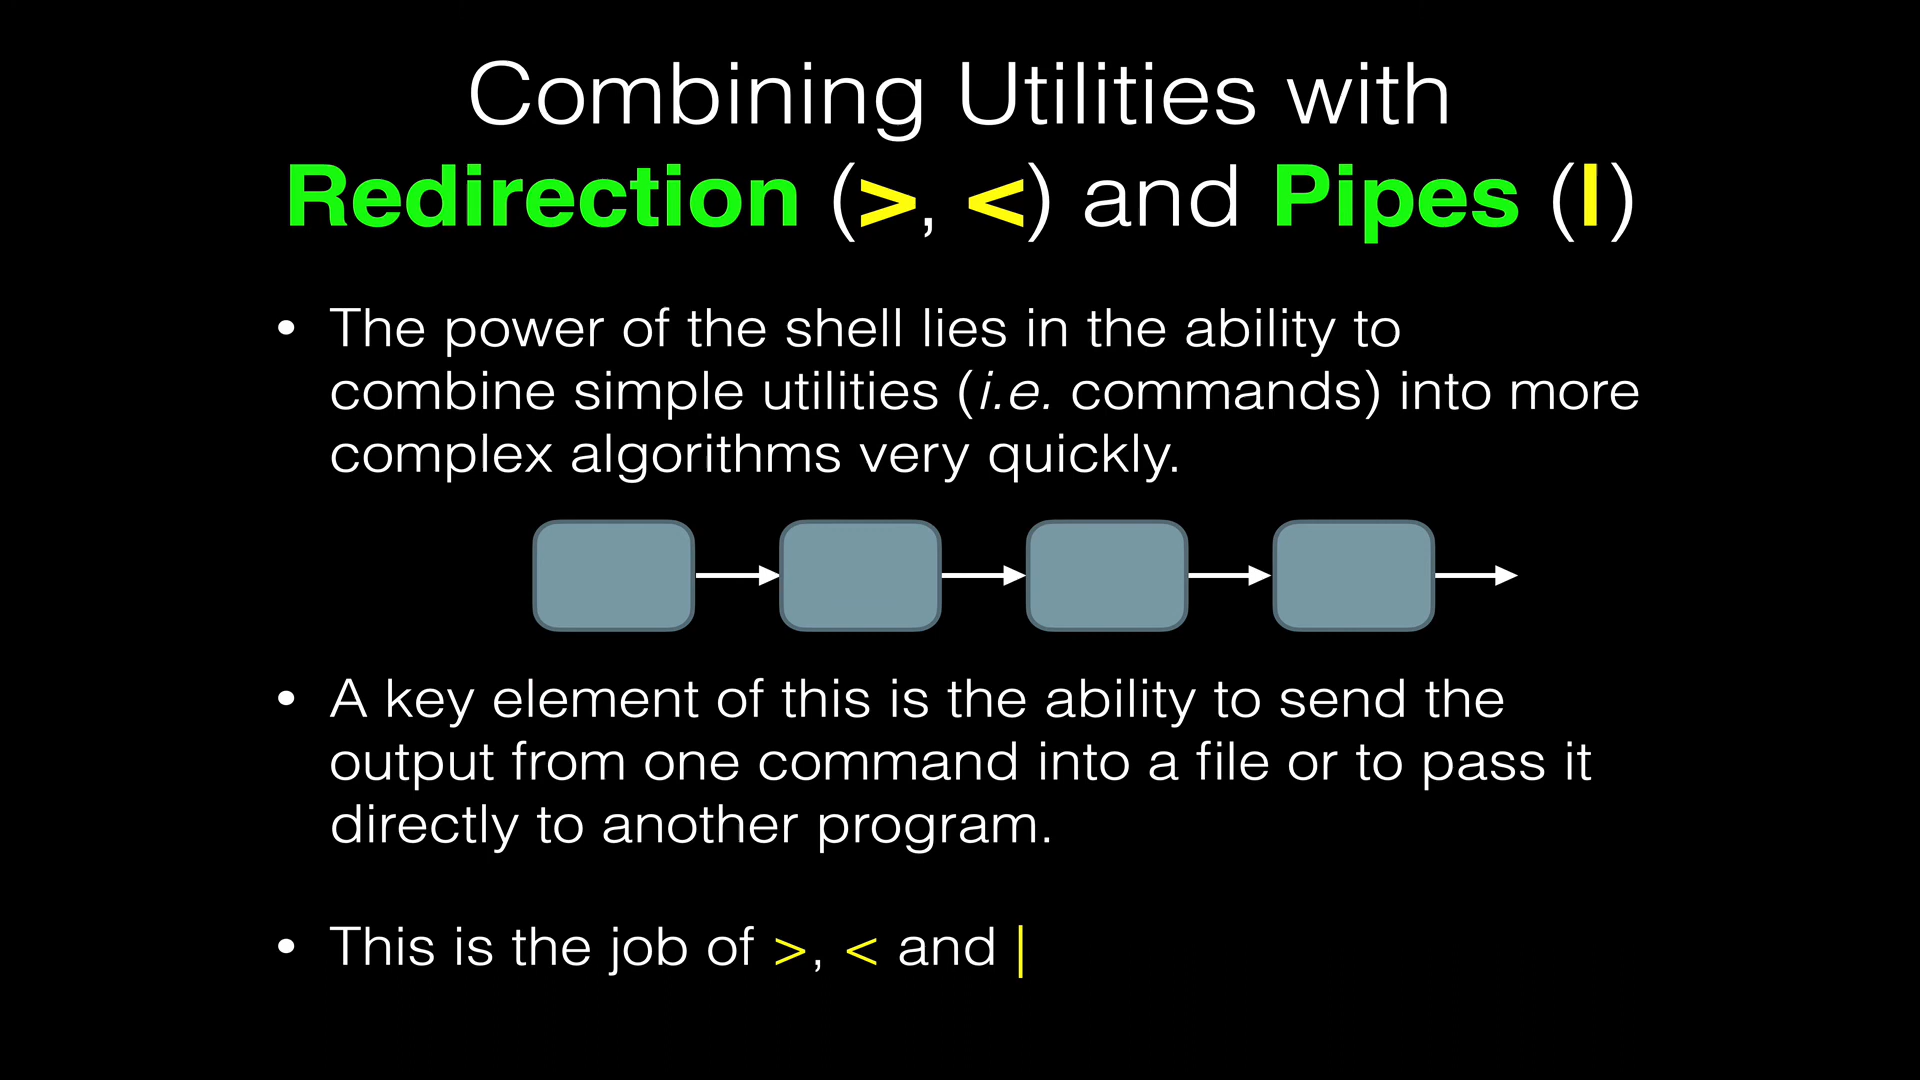 Combining Utilities with
Redirection (>, <) and Pipes (|)
• The power of the shell lies in the ability to
combine simple utilities (i.e. commands) into more
complex algorithms very quickly.
• A key element of this is the ability to send the
output from one command into a file or to pass it
directly to another program.
• This is the job of >, < and |